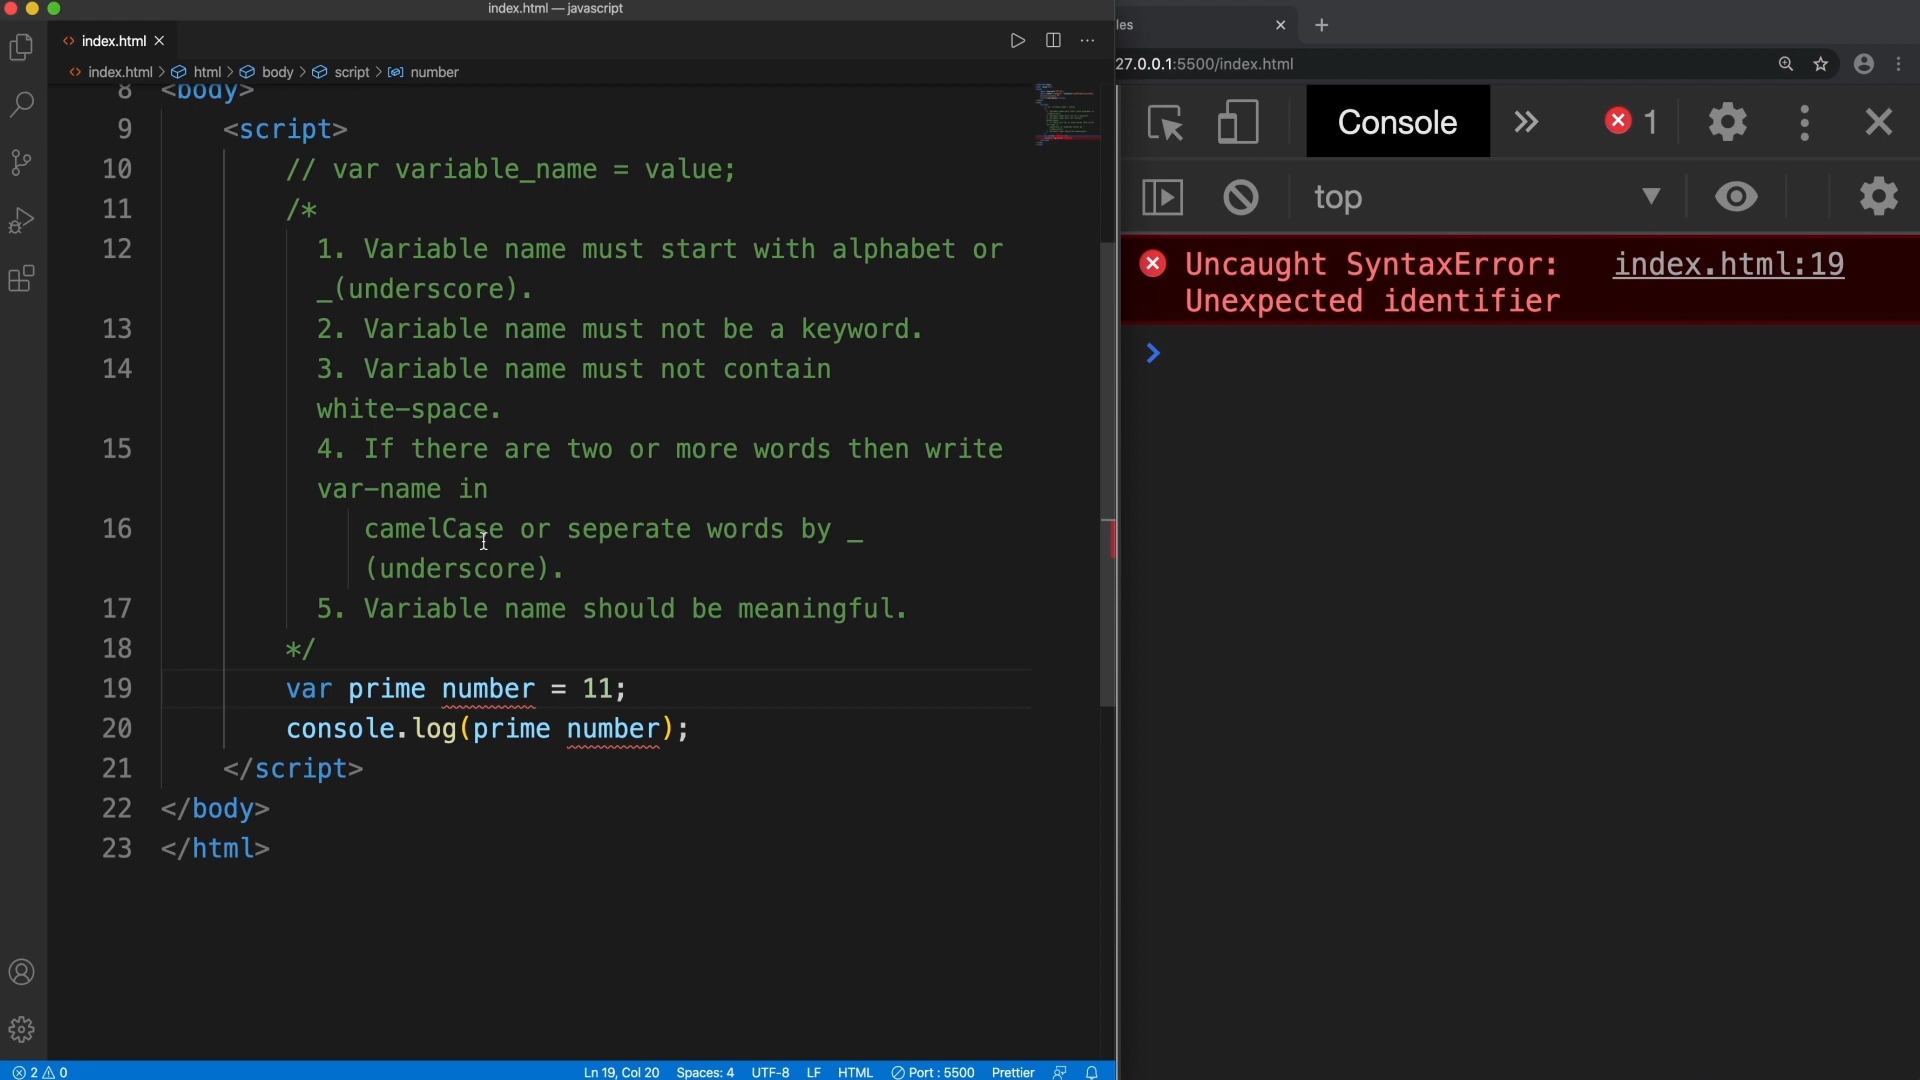 index.html — javascript
index.html
index.html > html > body > script > number
8 <body>
9 <script>
10 // var variable_name = value;
11 /*
12 1. Variable name must start with alphabet or
_(underscore).
13 2. Variable name must not be a keyword.
14 3. Variable name must not contain
white-space.
15 4. If there are two or more words then write
var-name in
16 camelCase or seperate words by _
(underscore).
17 5. Variable name should be meaningful.
18 */
19 var prime number = 11;
20 console.log(prime number);
21 </script>
22 </body>
23 </html>
2 0 Ln 19, Col 20 Spaces: 4 UTF-8 LF HTML Port : 5500 Prettier
les
27.0.0.1:5500/index.html
Console 1
top
Uncaught SyntaxError: index.html:19
Unexpected identifier